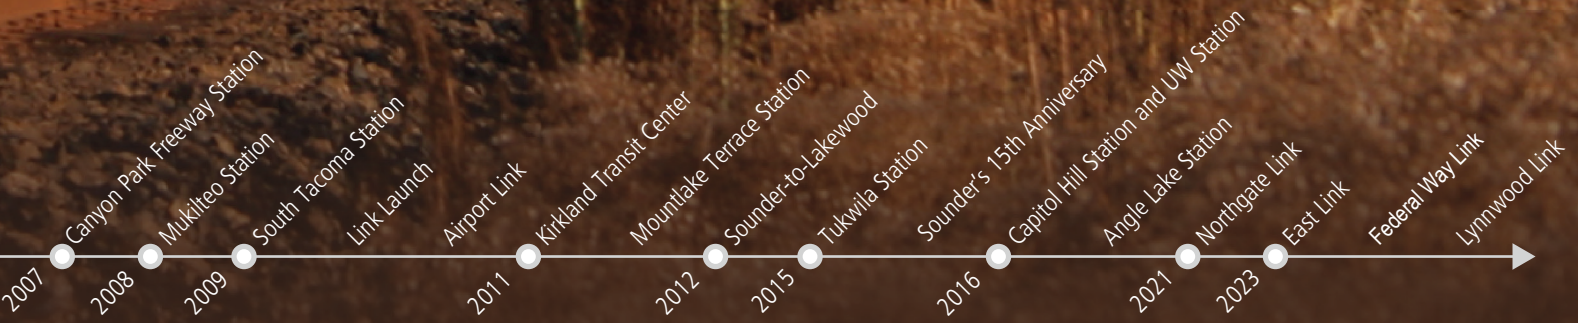 Canyon Park Freeway Station
Mukilteo Station
South Tacoma Station
Link Launch
Airport Link
Kirkland Transit Center
Mountlake Terrace Station
Sounder-to-Lakewood
Tukwila Station
Sounder's 15th Anniversary
Capitol Hill Station and UW Station
Angle Lake Station
Northgate Link
East Link
Federal Way Link
Lynnwood Link
2007
2008
2009
2011
2012
2015
2016
2021
2023